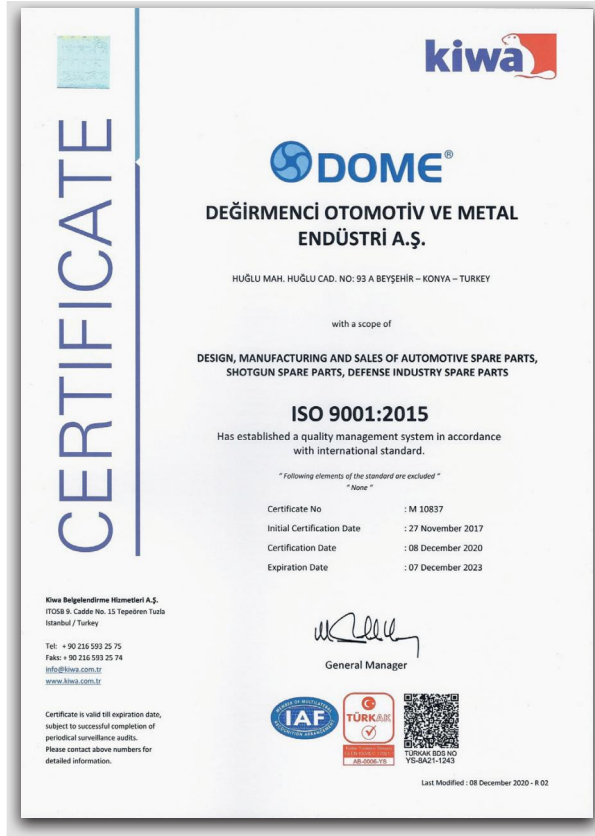 kiwa
CERTIFICATE
DOME®
DEĞİRMENCİ OTOMOTİV VE METAL
ENDÜSTRİ A.Ş.
HUĞLU MAH. HUĞLU CAD. NO: 93 A BEYŞEHİR – KONYA – TURKEY
with a scope of
DESIGN, MANUFACTURING AND SALES OF AUTOMOTIVE SPARE PARTS,
SHOTGUN SPARE PARTS, DEFENSE INDUSTRY SPARE PARTS
ISO 9001:2015
Has established a quality management system in accordance
with international standard.
" Following elements of the standard are excluded "
" None "
Certificate No : M 10837
Initial Certification Date : 27 November 2017
Certification Date : 08 December 2020
Expiration Date : 07 December 2023
Kiwa Belgelendirme Hizmetleri A.Ş.
ITOSB 9. Cadde No. 15 Tepeören Tuzla
Istanbul / Turkey
Tel: + 90 216 593 25 75
Faks: + 90 216 593 25 74
info@kiwa.com.tr
www.kiwa.com.tr
General Manager
Certificate is valid till expiration date,
subject to successful completion of
periodical surveillance audits.
Please contact above numbers for
detailed information.
MEMBER OF MULTILATERAL
RECOGNITION ARRANGEMENT
IAF
TÜRKAK
AB-0006-YS
TÜRKAK BDS NO
YS-8A21-1243
Last Modified : 08 December 2020 - R 02